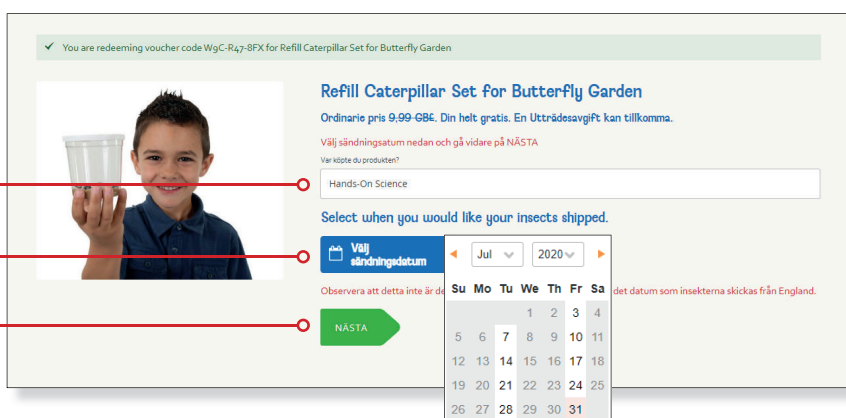 ✓ You are redeeming voucher code W9C-R47-8FX for Refill Caterpillar Set for Butterfly Garden
Refill Caterpillar Set for Butterfly Garden
Ordinarie pris 9,99 GB£. Din helt gratis. En Utträdesavgift kan tillkomma.
Välj sändningsatum nedan och gå vidare på NÄSTA
Var köpte du produkten?
Hands-On Science
Select when you would like your insects shipped.
Välj
sändningsdatum
Jul 2020
Observera att detta inte är de det datum som insekterna skickas från England.
Su Mo Tu We Th Fr Sa
1 2 3 4
5 6 7 8 9 10 11
12 13 14 15 16 17 18
19 20 21 22 23 24 25
26 27 28 29 30 31
NÄSTA